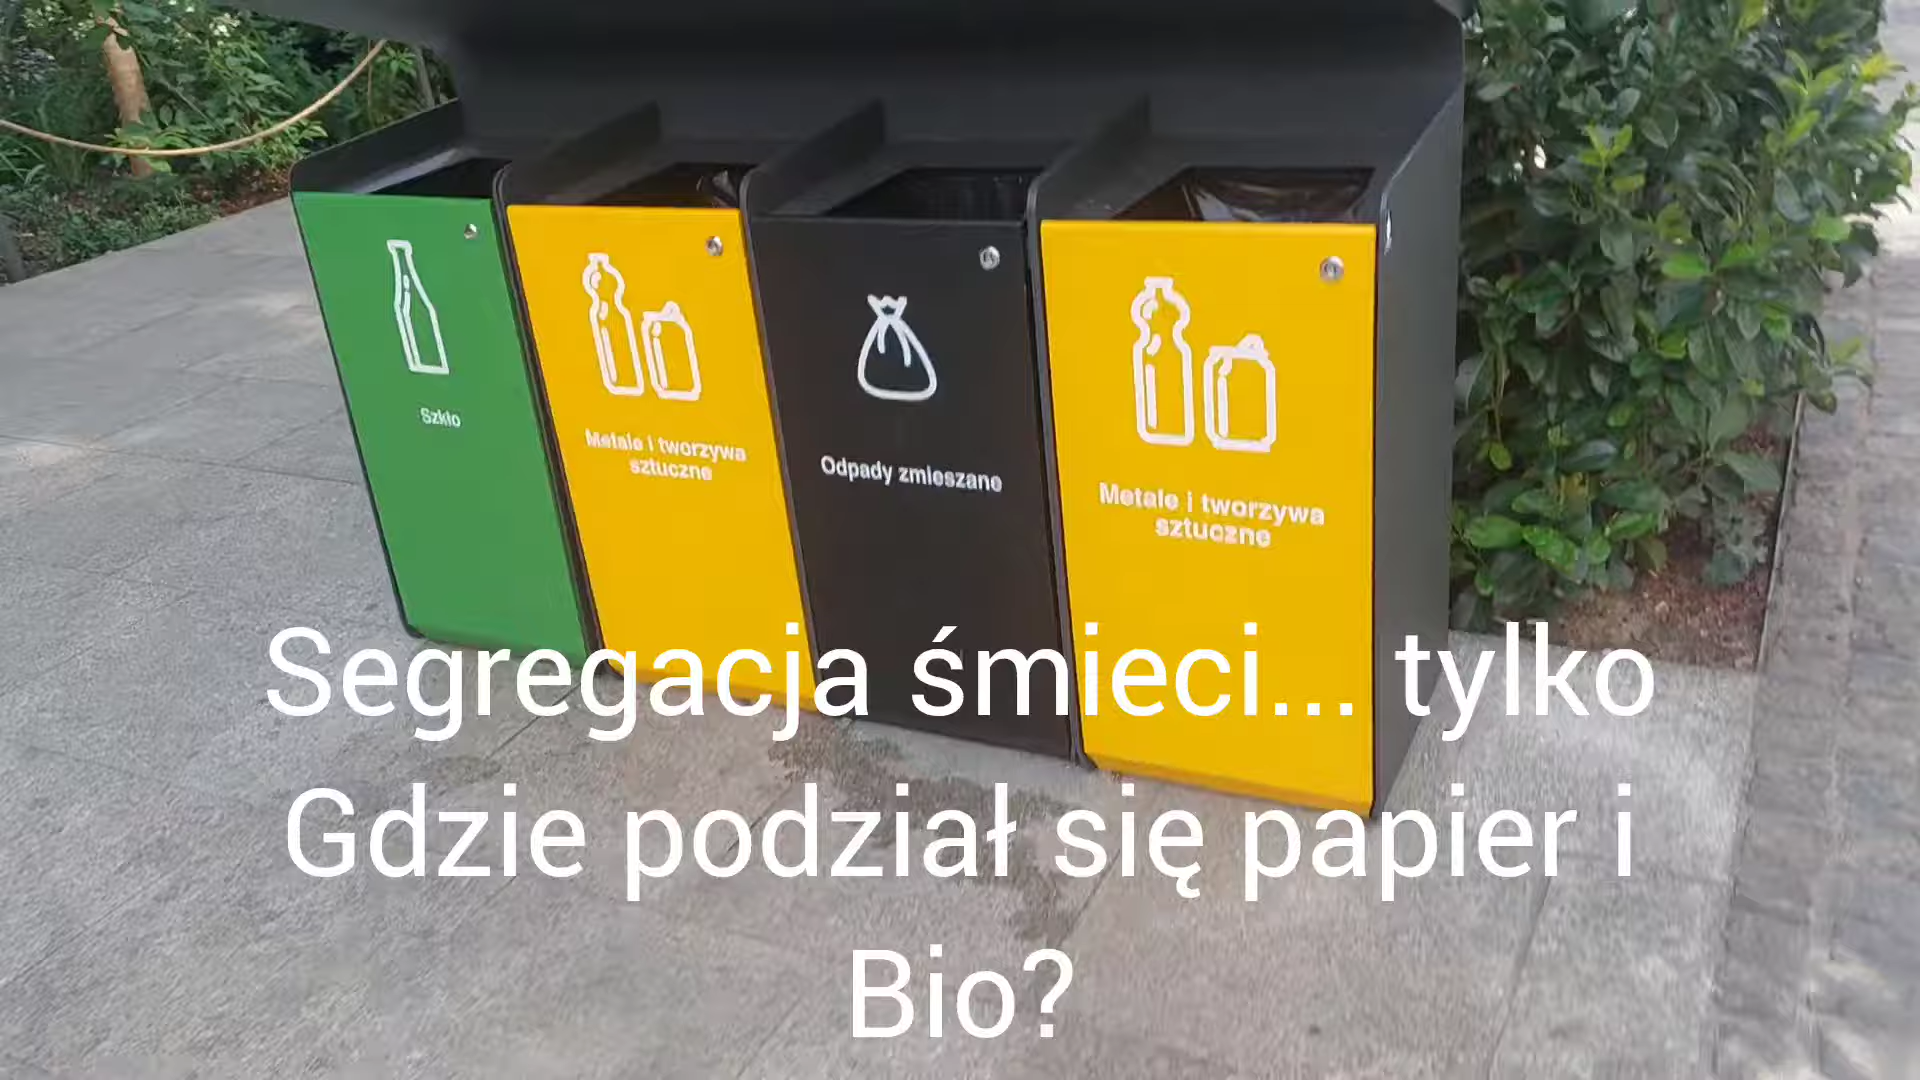 Szkło
Metale i tworzywa
sztuczne
Odpady zmieszane
Metale i tworzywa
sztuczne
Segregacja śmieci... tylko
Gdzie podział się papier i
Bio?